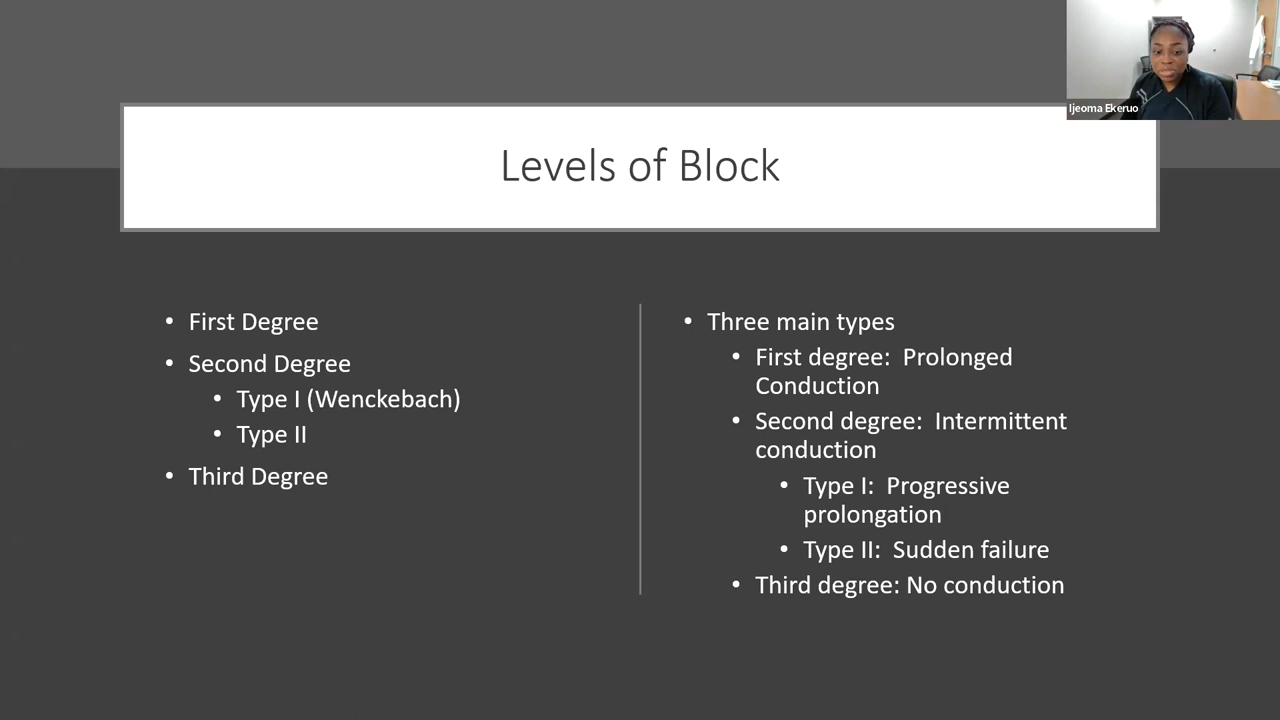 Ijeoma Ekeruo
Levels of Block
• First Degree
• Second Degree
• Type I (Wenckebach)
• Type II
• Third Degree
• Three main types
• First degree:  Prolonged
Conduction
• Second degree:  Intermittent
conduction
• Type I:  Progressive
prolongation
• Type II:  Sudden failure
• Third degree: No conduction